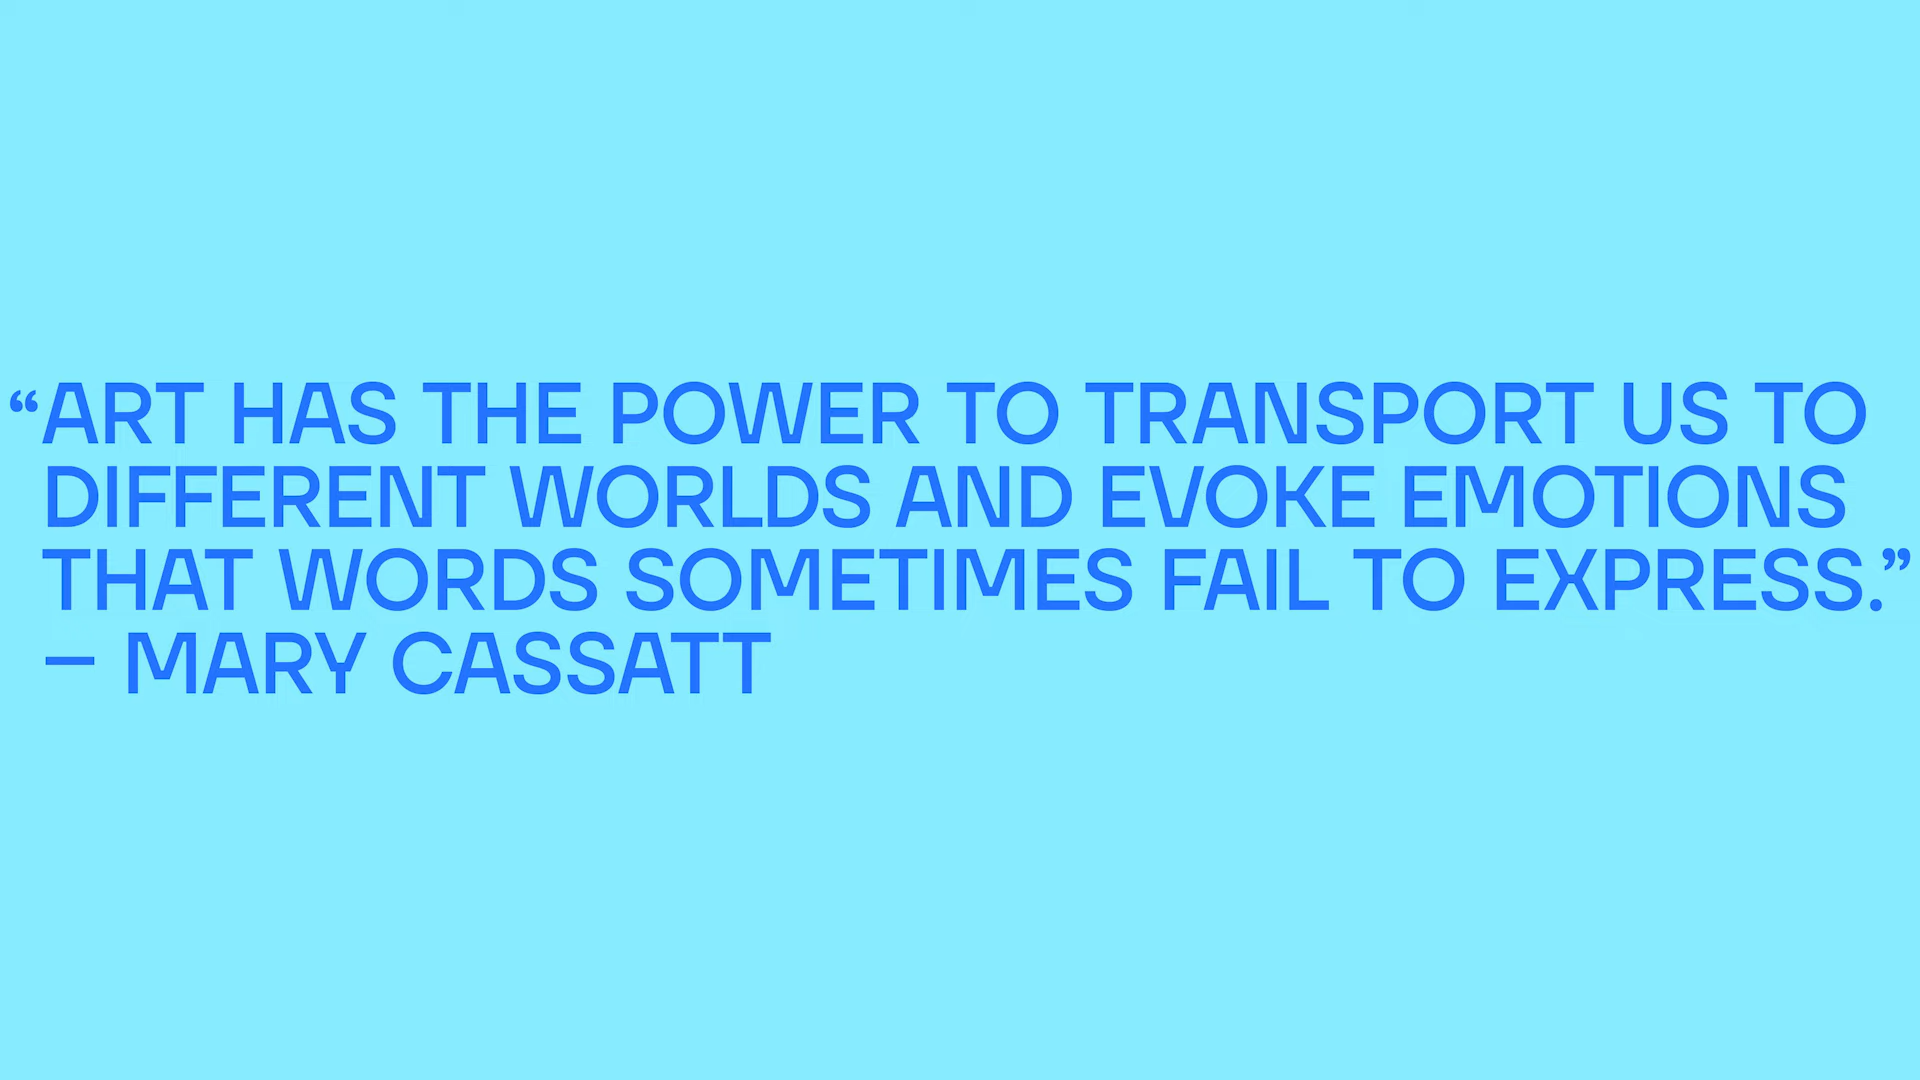 “ART HAS THE POWER TO TRANSPORT US TO
DIFFERENT WORLDS AND EVOKE EMOTIONS
THAT WORDS SOMETIMES FAIL TO EXPRESS.”
– MARY CASSATT